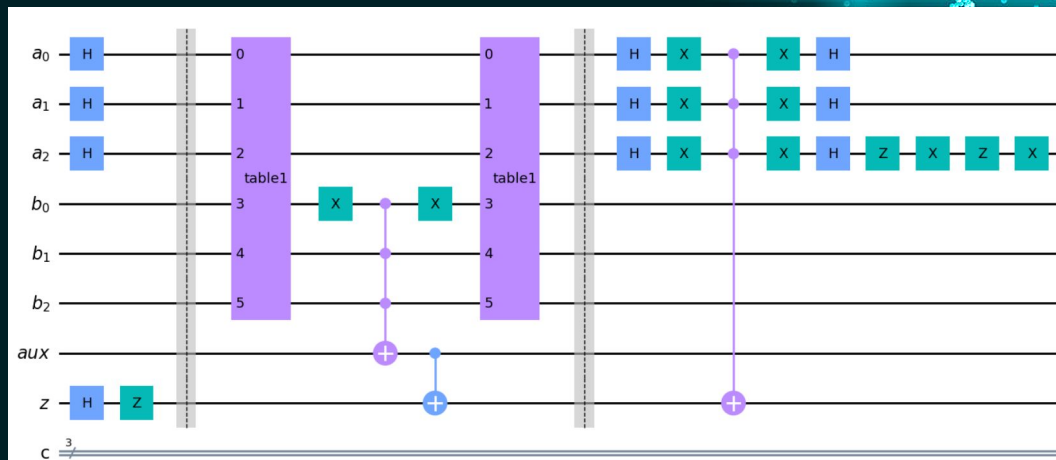 a0 H 0 0 H X X H
a1 H 1 1 H X X H
a2 H 2 2 H X X H Z X Z X
table1 table1
b0 3 X X 3
b1 4 4
b2 5 5
aux
z H Z
3
c